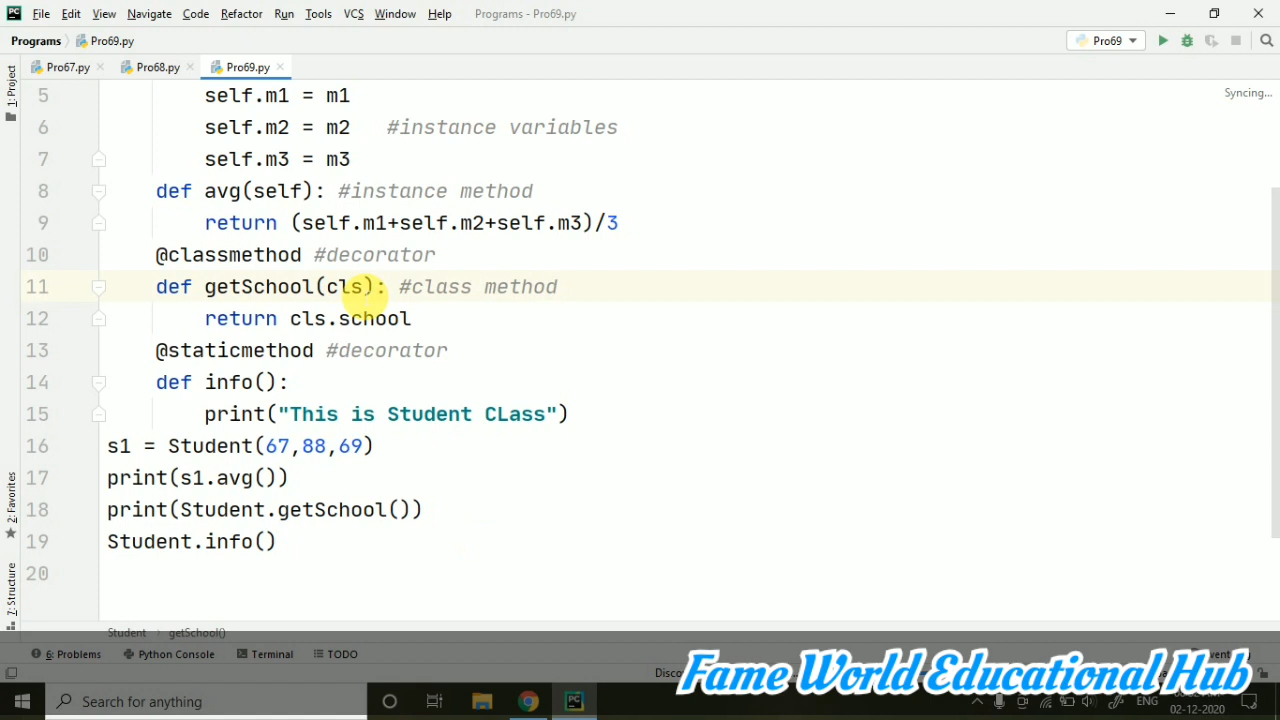 File Edit View Navigate Code Refactor Run Tools VCS Window Help Programs - Pro69.py
Programs Pro69.py Pro69
Pro67.py Pro68.py Pro69.py
1: Project
Syncing...
5 self.m1 = m1
6 self.m2 = m2 #instance variables
7 self.m3 = m3
8 def avg(self): #instance method
9 return (self.m1+self.m2+self.m3)/3
10 @classmethod #decorator
11 def getSchool(cls): #class method
12 return cls.school
13 @staticmethod #decorator
14 def info():
15 print("This is Student CLass")
16 s1 = Student(67,88,69)
17 print(s1.avg())
18 print(Student.getSchool())
19 Student.info()
20
2: Favorites
7: Structure
Student getSchool()
6: Problems Python Console Terminal TODO
Fame World Educational Hub
Search for anything
ENG
02-12-2020